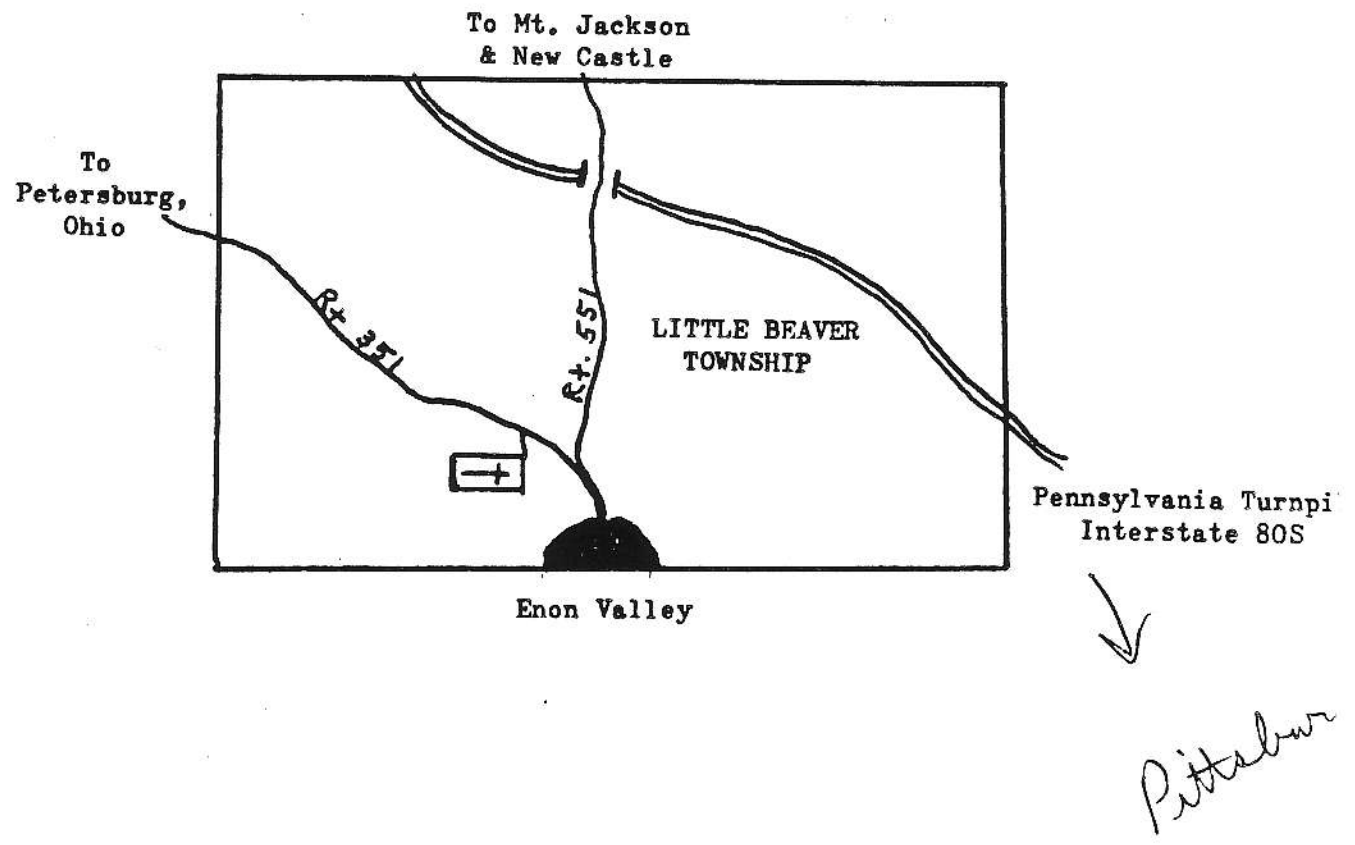 To Mt. Jackson
& New Castle
To
Petersburg,
Ohio
Rt 351
Rt. 551
LITTLE BEAVER
TOWNSHIP
Pennsylvania Turnpi
Interstate 80S
Enon Valley
Pittsbur